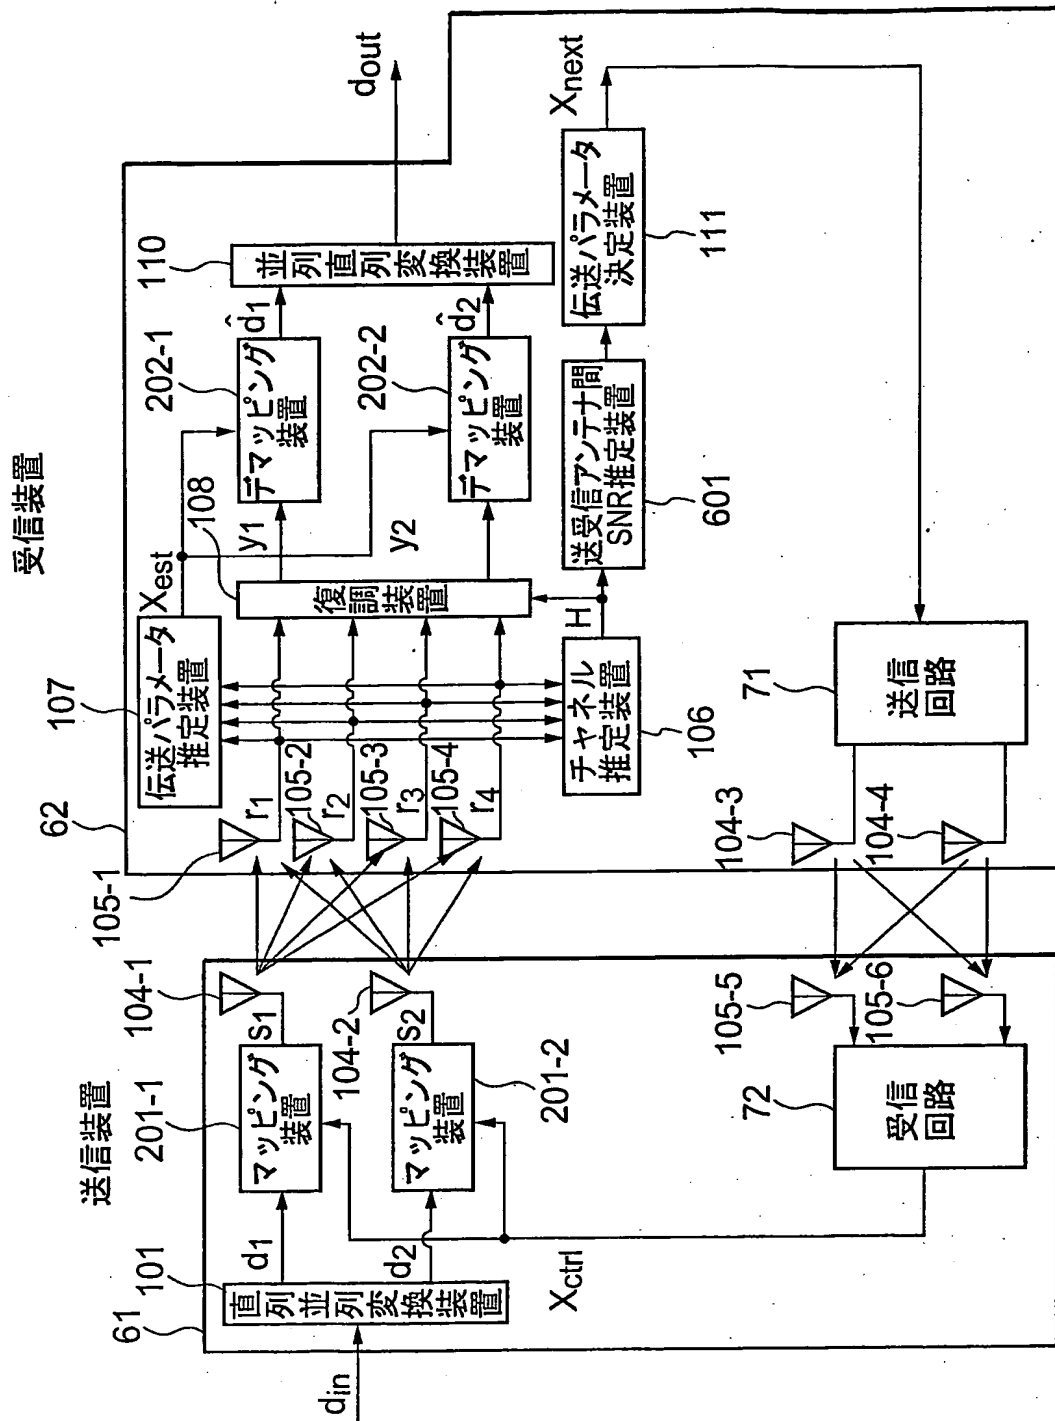 送信装置
61
101
直列並列変換装置
din
d1
d2
201-1
マッピング
装置
201-2
マッピング
装置
s1
s2
104-1
104-2
Xctrl
72
受信
回路
105-5
105-6
受信装置
62
105-1
105-2
105-3
105-4
r1
r2
r3
r4
107
伝送パラメータ
推定装置
Xest
108
復調装置
106
チャネル
推定装置
H
y1
y2
202-1
デマッピング
装置
202-2
デマッピング
装置
d̂1
d̂2
110
並列直列変換装置
dout
601
送受信アンテナ間
SNR推定装置
111
伝送パラメータ
決定装置
Xnext
71
送信
回路
104-3
104-4